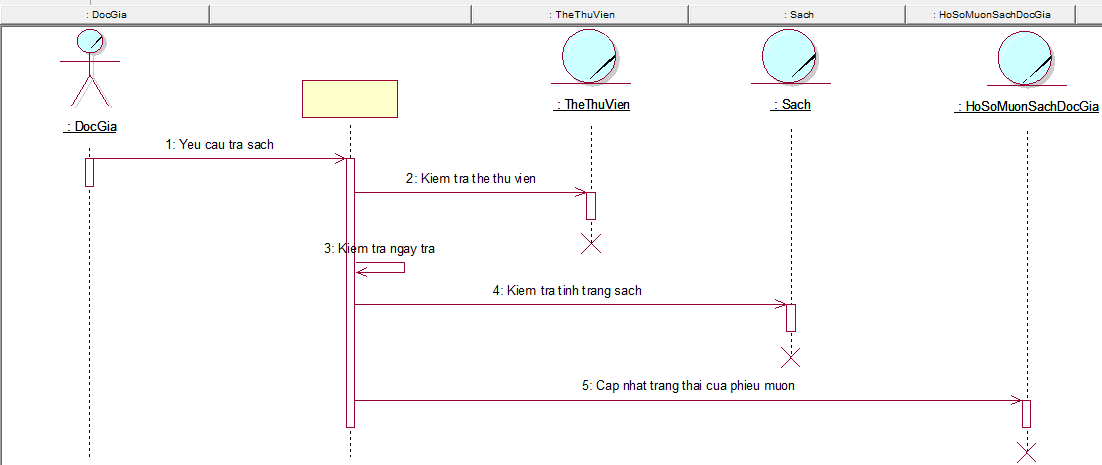 : DocGia
: TheThuVien
: Sach
: HoSoMuonSachDocGia
: DocGia
: TheThuVien
: Sach
: HoSoMuonSachDocGia
1: Yeu cau tra sach
2: Kiem tra the thu vien
3: Kiem tra ngay tra
4: Kiem tra tinh trang sach
5: Cap nhat trang thai cua phieu muon